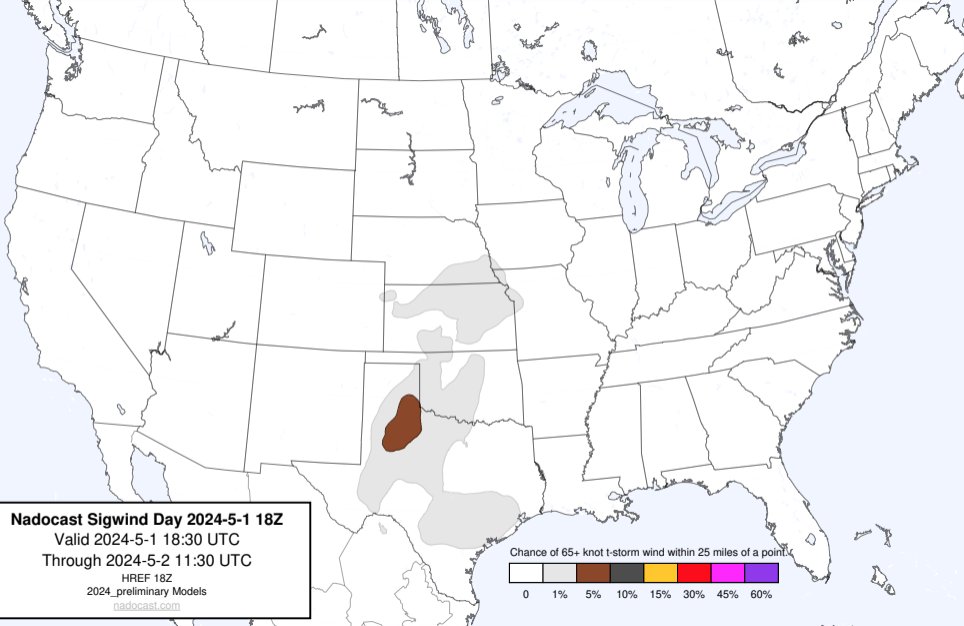 Nadocast Sigwind Day 2024-5-1 18Z
Valid 2024-5-1 18:30 UTC
Through 2024-5-2 11:30 UTC
HREF 18Z
2024_preliminary Models
nadocast.com
Chance of 65+ knot t-storm wind within 25 miles of a point.
0 1% 5% 10% 15% 30% 45% 60%